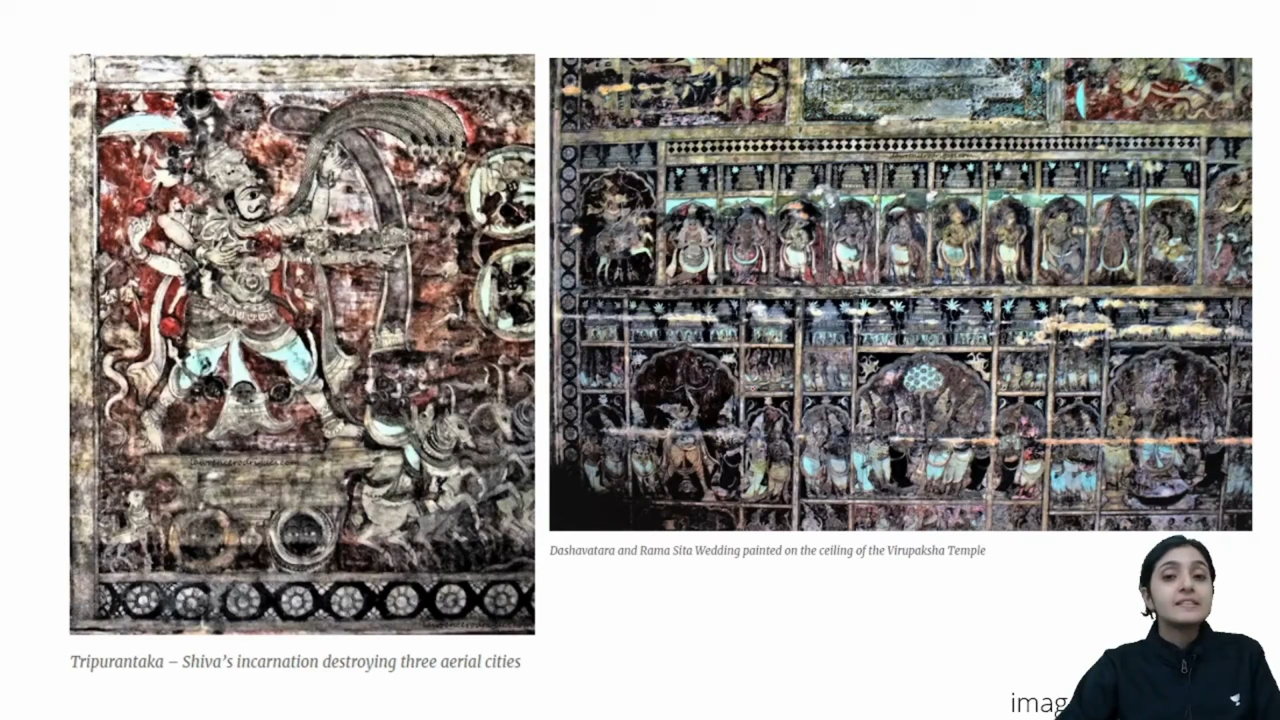 Tripurantaka – Shiva's incarnation destroying three aerial cities
Dashavatara and Rama Sita Wedding painted on the ceiling of the Virupaksha Temple